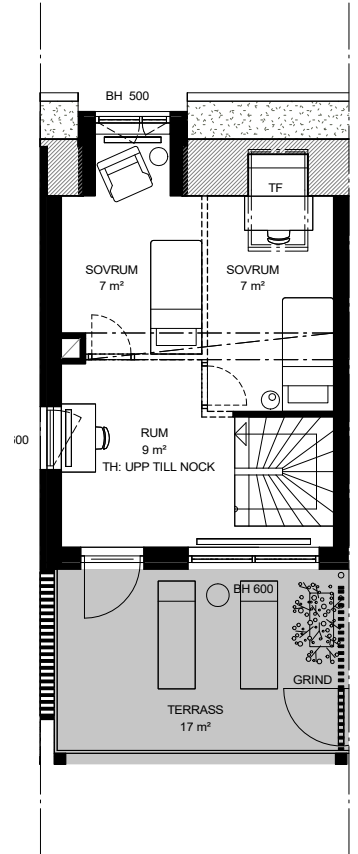 BH 500
TF
SOVRUM
7 m²
SOVRUM
7 m²
RUM
9 m²
TH: UPP TILL NOCK
BH 600
GRIND
TERRASS
17 m²